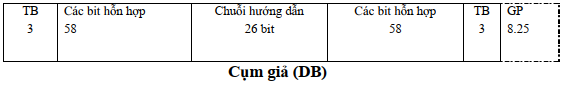 TB Các bit hỗn hợp Chuỗi hướng dẫn Các bit hỗn hợp TB GP
3 58 26 bit 58 3 8.25
Cụm giả (DB)